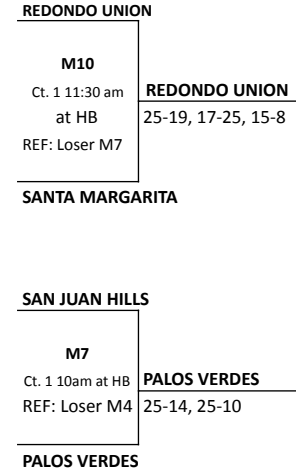 REDONDO UNION
M10
Ct. 1 11:30 am
REDONDO UNION
at HB
25-19, 17-25, 15-8
REF: Loser M7
SANTA MARGARITA
SAN JUAN HILLS
M7
Ct. 1 10am at HB
PALOS VERDES
REF: Loser M4
25-14, 25-10
PALOS VERDES